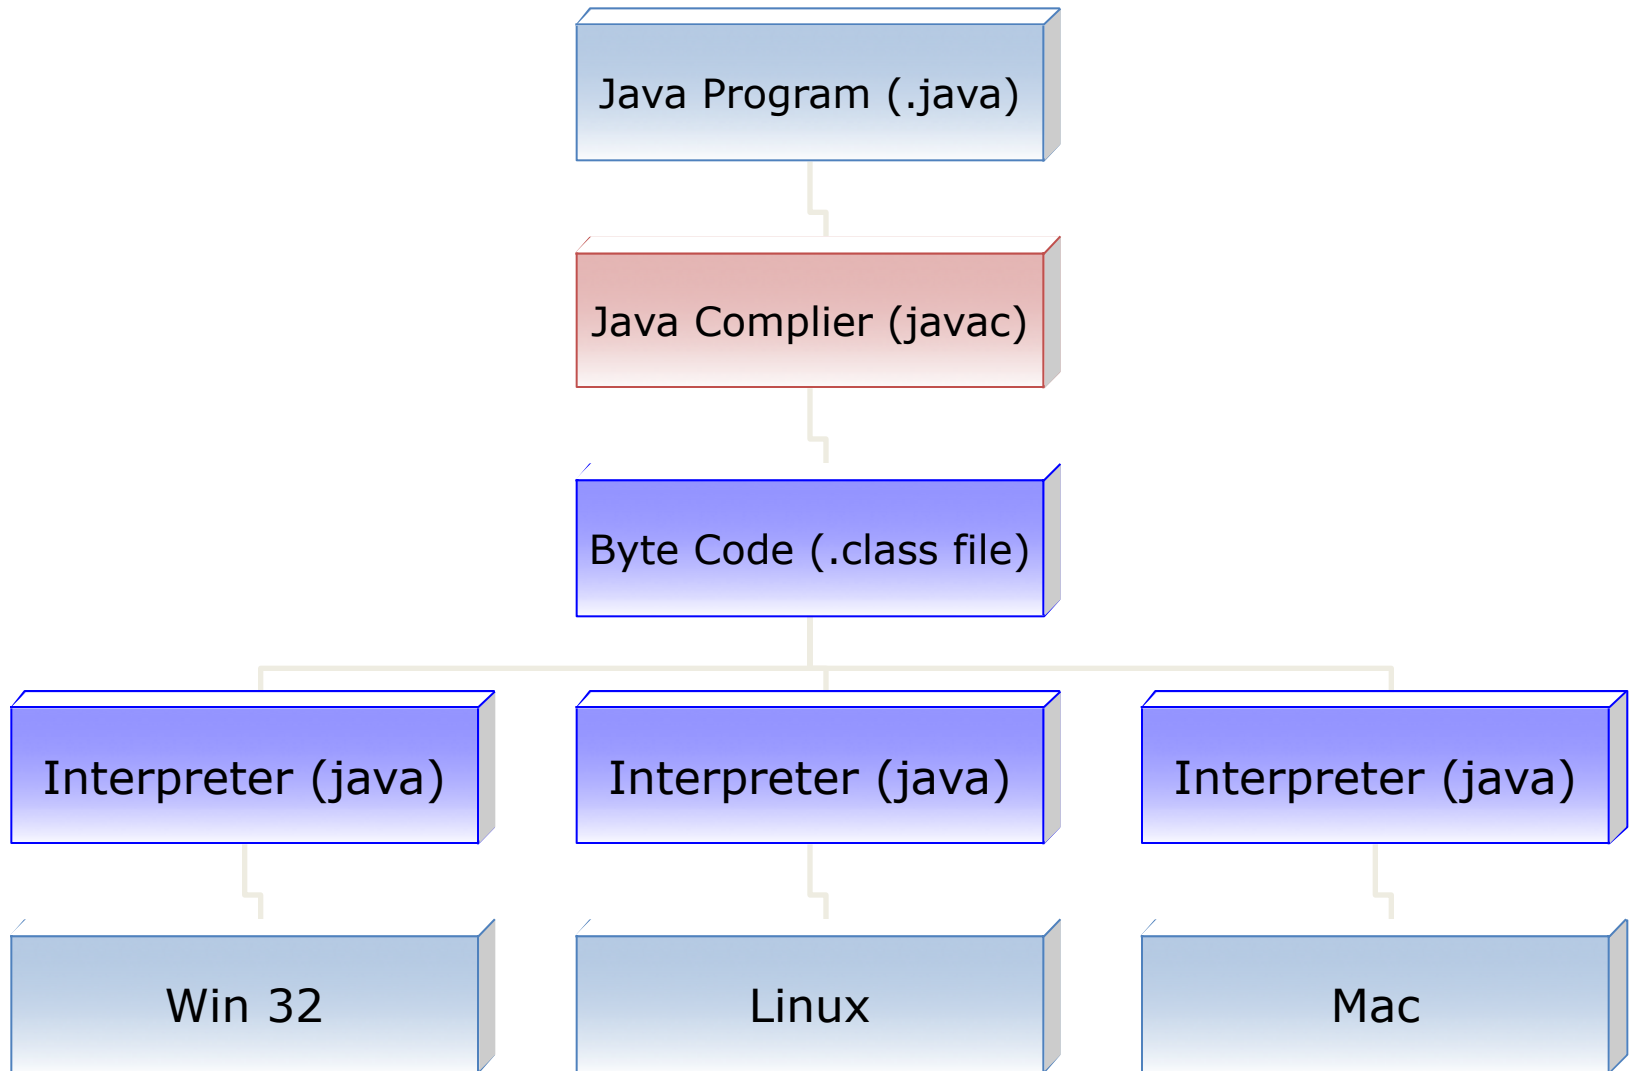 Java Program (.java)
Java Complier (javac)
Byte Code (.class file)
Interpreter (java)
Interpreter (java)
Interpreter (java)
Win 32
Linux
Mac